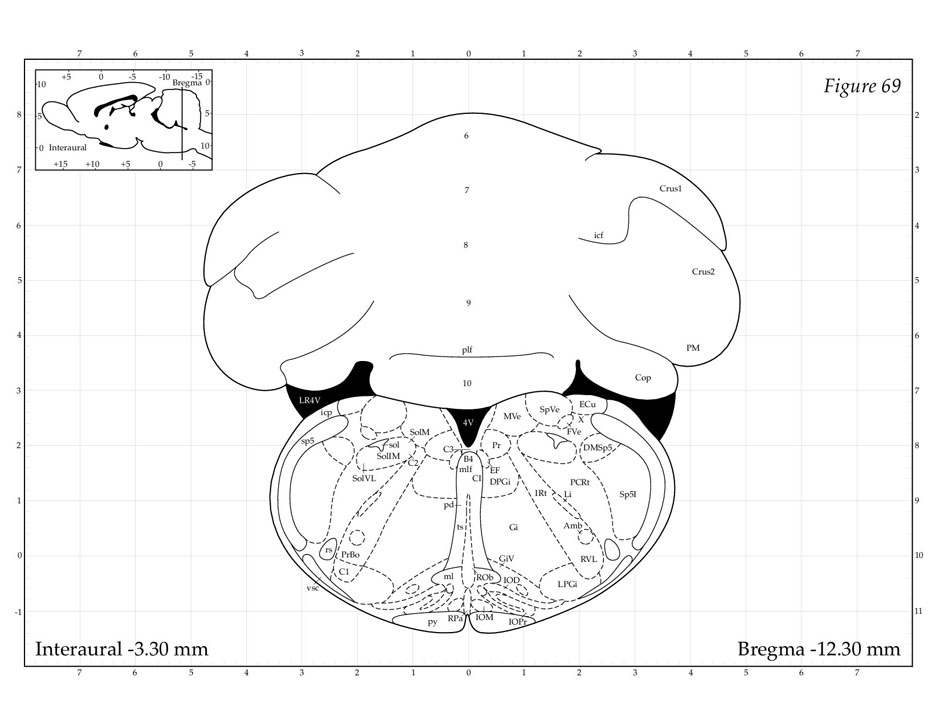 7 6 5 4 3 2 1 0 1 2 3 4 5 6 7
+5 0 -5 -10 -15
Bregma
10 0
5 5
0 Interaural 10
+15 +10 +5 0 -5
Figure 69
8 2
7 3
6 4
5 5
4 6
3 7
2 8
1 9
0 10
-1 11
6
7
Crus1
icf
8
Crus2
9
plf
PM
Cop
10
LR4V
icp
4V
MVe
SpVe
ECu
X
FVe
SolM
sp5
sol
SolIM
C3
Pr
DMSp5
C2
B4
mlf
EF
SolVL
CI
DPGi
PCRt
IRt
Li
Sp5I
pd
ts
Gi
Amb
rs
PrBo
GiV
RVL
C1
ml
ROb
IOD
LPGi
vsc
py
RPa
IOM
IOPr
Interaural -3.30 mm
Bregma -12.30 mm
7 6 5 4 3 2 1 0 1 2 3 4 5 6 7